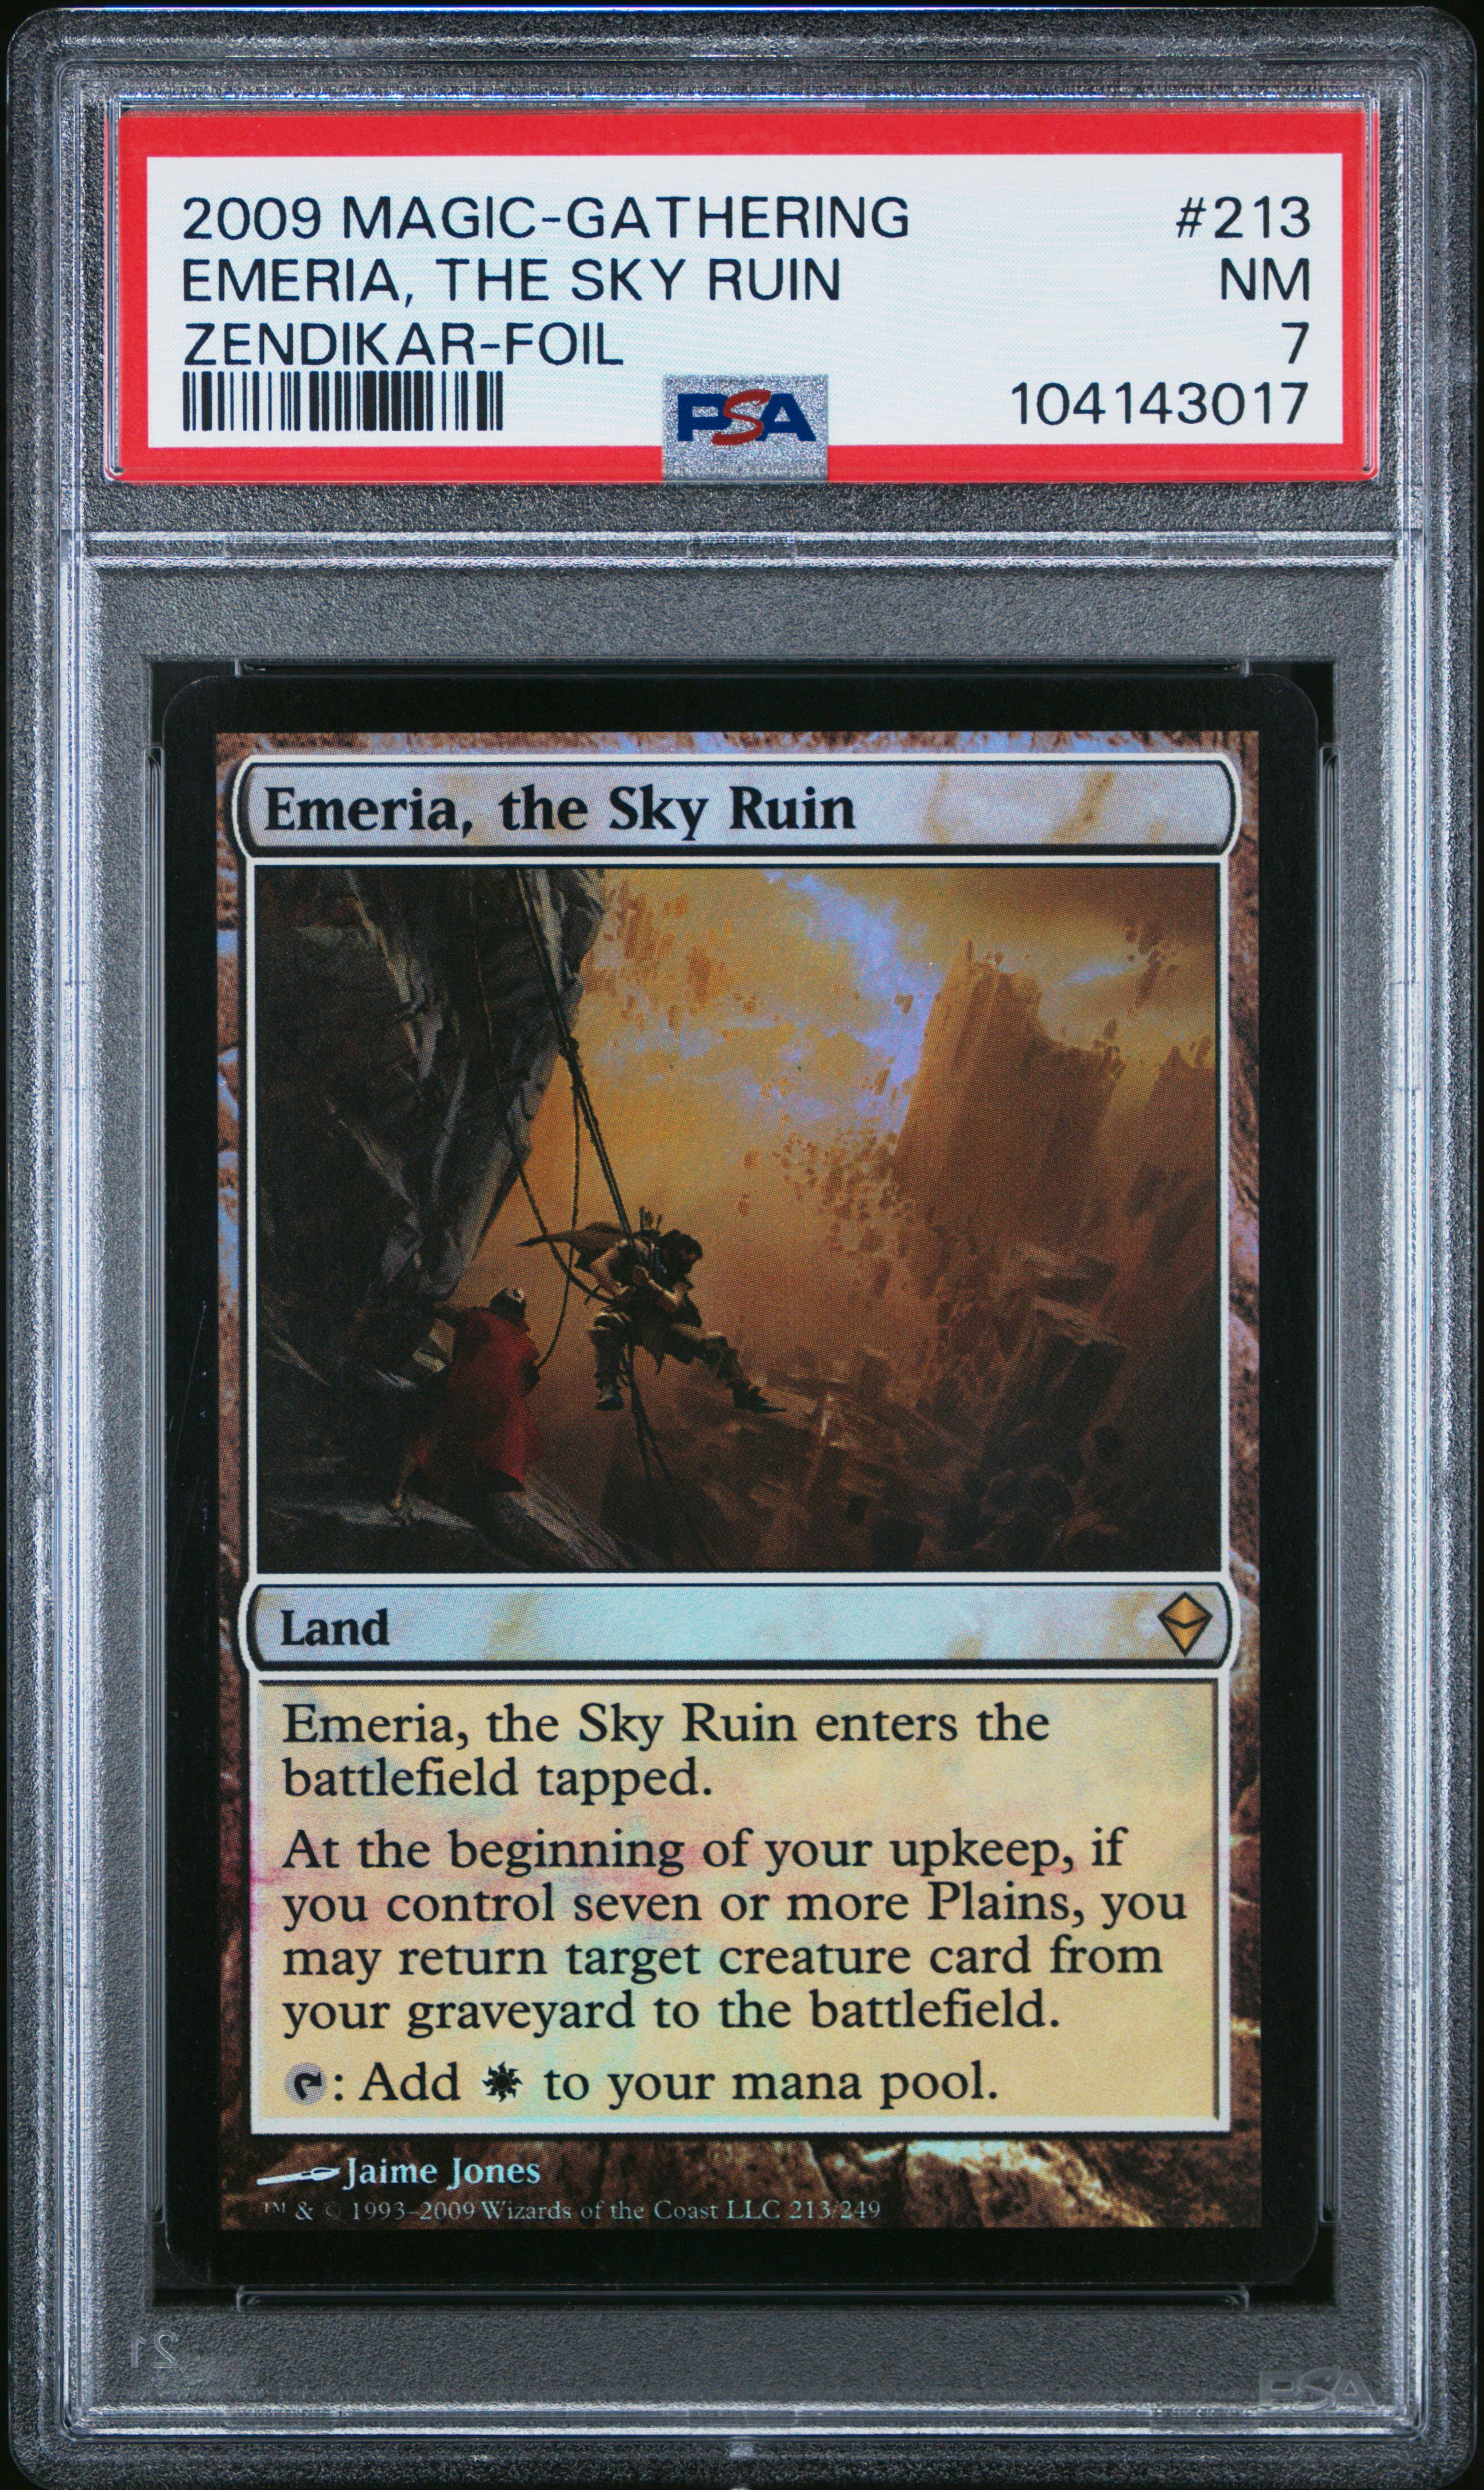 2009 MAGIC-GATHERING #213
EMERIA, THE SKY RUIN NM
ZENDIKAR-FOIL 7
PSA 104143017
Emeria, the Sky Ruin
Land
Emeria, the Sky Ruin enters the
battlefield tapped.
At the beginning of your upkeep, if
you control seven or more Plains, you
may return target creature card from
your graveyard to the battlefield.
: Add to your mana pool.
Jaime Jones
™ & © 1993–2009 Wizards of the Coast LLC 213/249
PSA